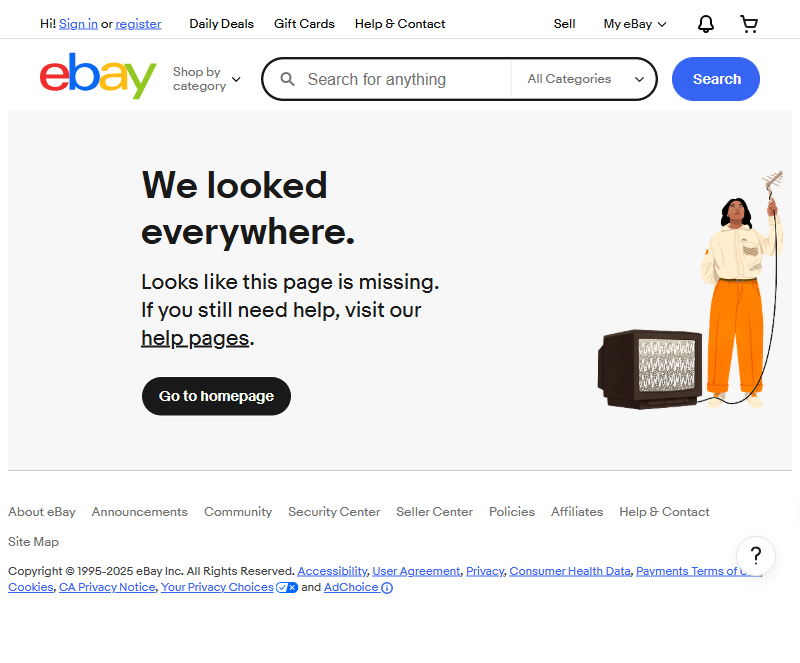 Hi! Sign in or register Daily Deals Gift Cards Help & Contact Sell My eBay
ebay Shop by category Search for anything All Categories Search
We looked
everywhere.
Looks like this page is missing.
If you still need help, visit our
help pages.
Go to homepage
About eBay Announcements Community Security Center Seller Center Policies Affiliates Help & Contact
Site Map
?
Copyright © 1995-2025 eBay Inc. All Rights Reserved. Accessibility, User Agreement, Privacy, Consumer Health Data, Payments Terms of
Cookies, CA Privacy Notice, Your Privacy Choices and AdChoice